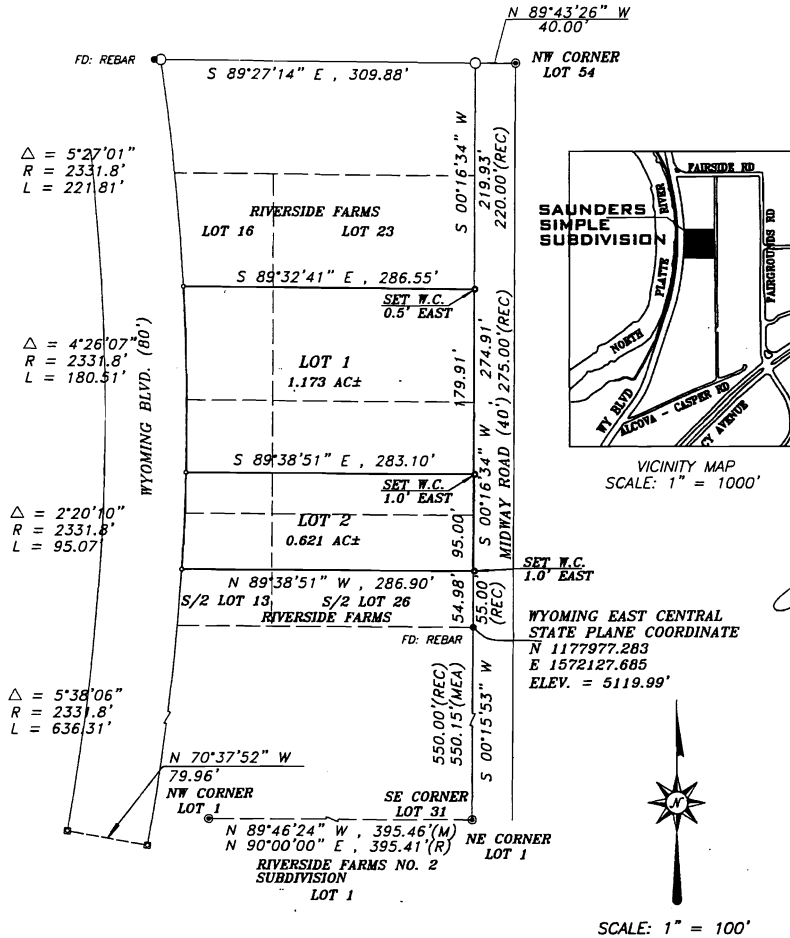 N 89°43'26" W
40.00'
FD: REBAR
S 89°27'14" E , 309.88'
NW CORNER
LOT 54
△ = 5°27'01"
R = 2331.8'
L = 221.81'
S 00°16'34" W
219.93'
220.00'(REC)
RIVERSIDE FARMS
LOT 16 LOT 23
S 89°32'41" E , 286.55'
SET W.C.
0.5' EAST
SAUNDERS
SIMPLE
SUBDIVISION
FAIRSIDE RD
FAIRGROUNDS RD
NORTH
PLATTE
RIVER
WY BLVD
ALCOVA - CASPER RD
CY AVENUE
VICINITY MAP
SCALE: 1" = 1000'
△ = 4°26'07"
R = 2331.8'
L = 180.51'
WYOMING BLVD. (80')
LOT 1
1.173 AC±
179.91'
274.91'
S 00°16'34" W
275.00'(REC)
MIDWAY ROAD (40')
S 89°38'51" E , 283.10'
SET W.C.
1.0' EAST
△ = 2°20'10"
R = 2331.8'
L = 95.07'
LOT 2
0.621 AC±
95.00'
N 89°38'51" W , 286.90'
SET W.C.
1.0' EAST
S/2 LOT 13 S/2 LOT 26
RIVERSIDE FARMS
54.98'
55.00'
(REC)
FD: REBAR
WYOMING EAST CENTRAL
STATE PLANE COORDINATE
N 1177977.283
E 1572127.685
ELEV. = 5119.99'
△ = 5°38'06"
R = 2331.8'
L = 636.31'
550.00'(REC)
550.15'(MEA)
S 00°15'53" W
N 70°37'52" W
79.96'
NW CORNER
LOT 1
SE CORNER
LOT 31
N 89°46'24" W , 395.46'(M)
N 90°00'00" E , 395.41'(R)
NE CORNER
LOT 1
RIVERSIDE FARMS NO. 2
SUBDIVISION
LOT 1
N
SCALE: 1" = 100'